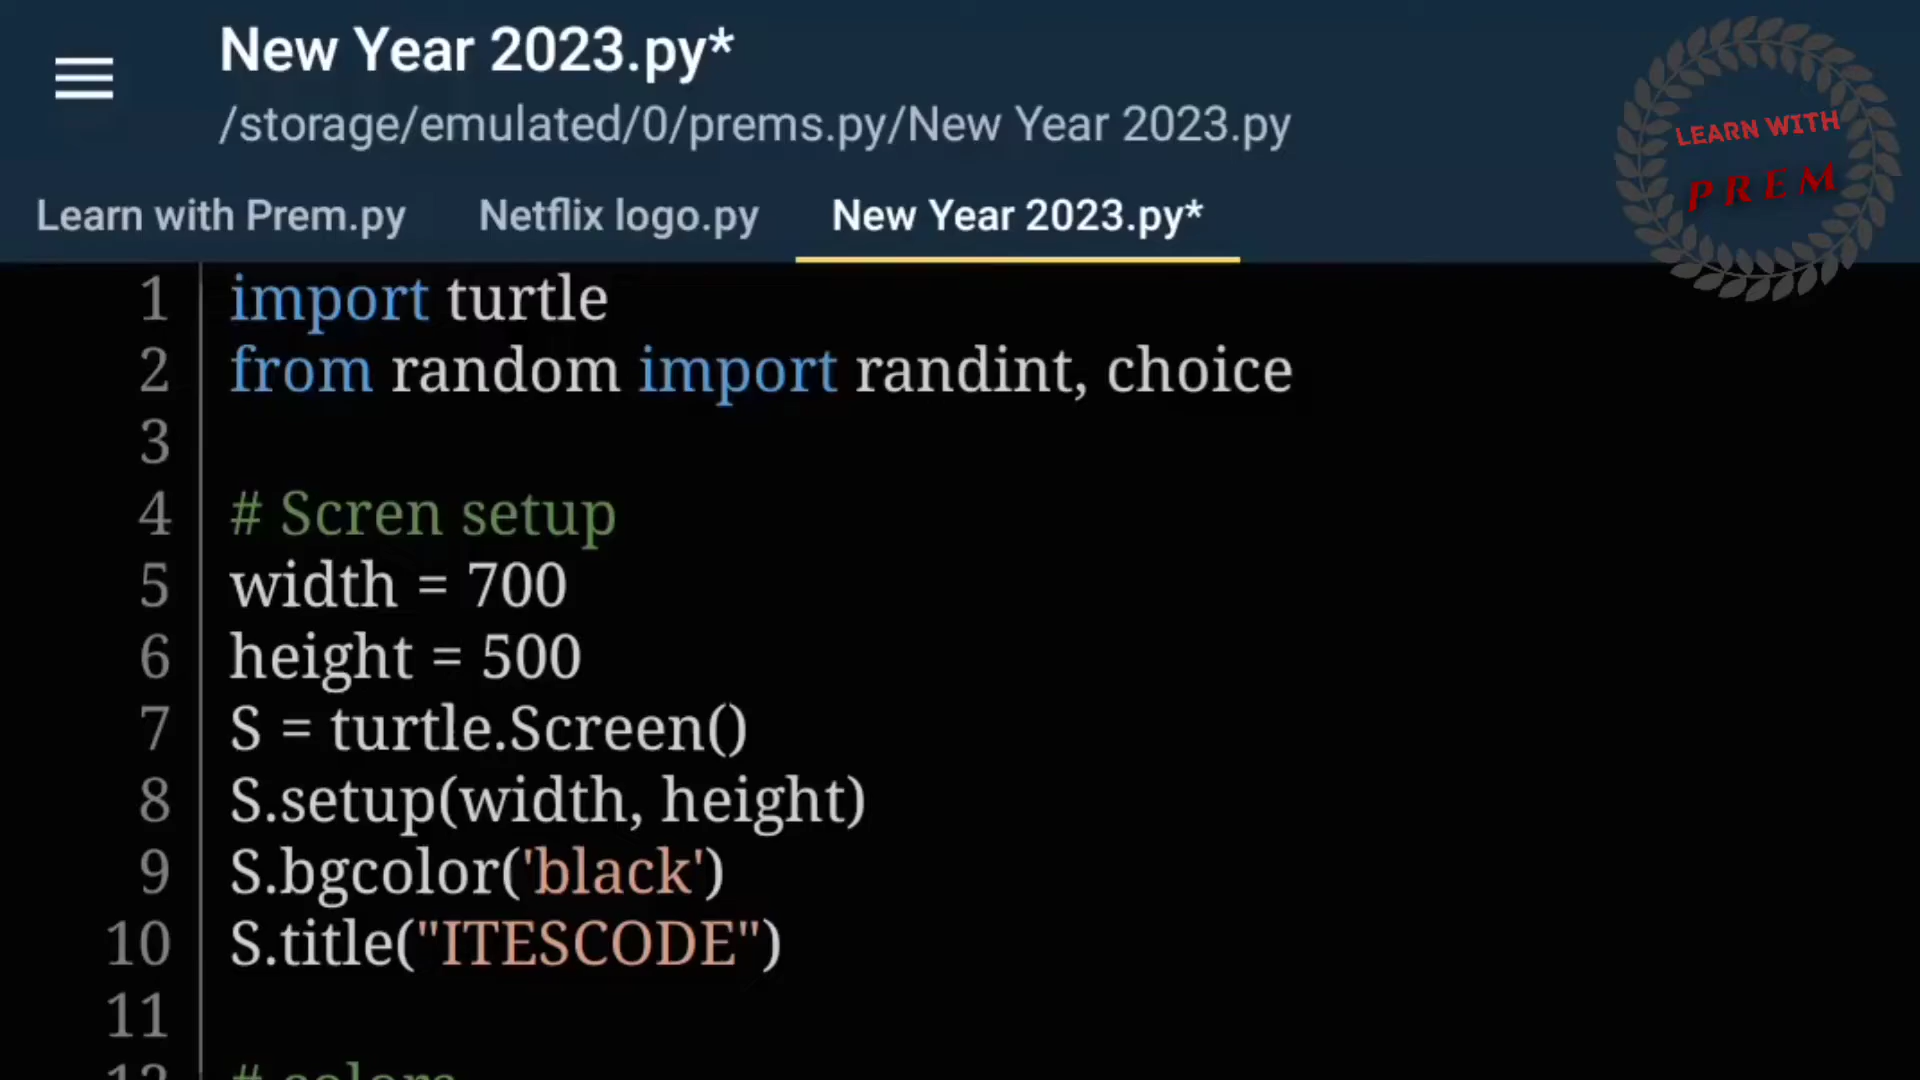 New Year 2023.py*
/storage/emulated/0/prems.py/New Year 2023.py
LEARN WITH
PREM
Learn with Prem.py Netflix logo.py New Year 2023.py*
1 import turtle
2 from random import randint, choice
3
4 # Scren setup
5 width = 700
6 height = 500
7 S = turtle.Screen()
8 S.setup(width, height)
9 S.bgcolor('black')
10 S.title("ITESCODE")
11
12 # colors